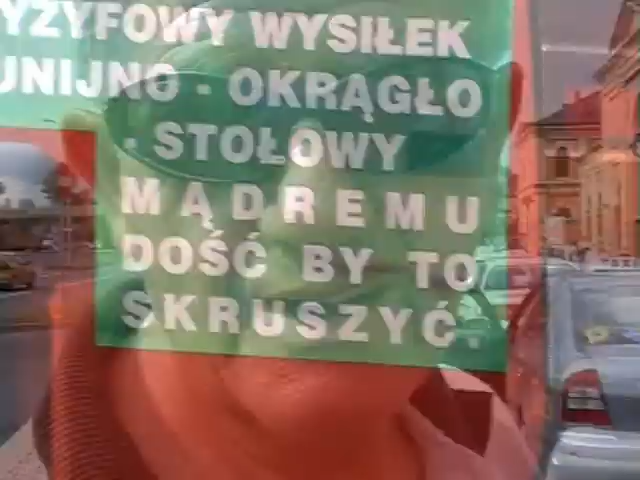 YZYFOWY WYSIŁEK
UNIJNO - OKRĄGŁO
- STOŁOWY
MĄDREMU
DOŚĆ BY TO
SKRUSZYĆ